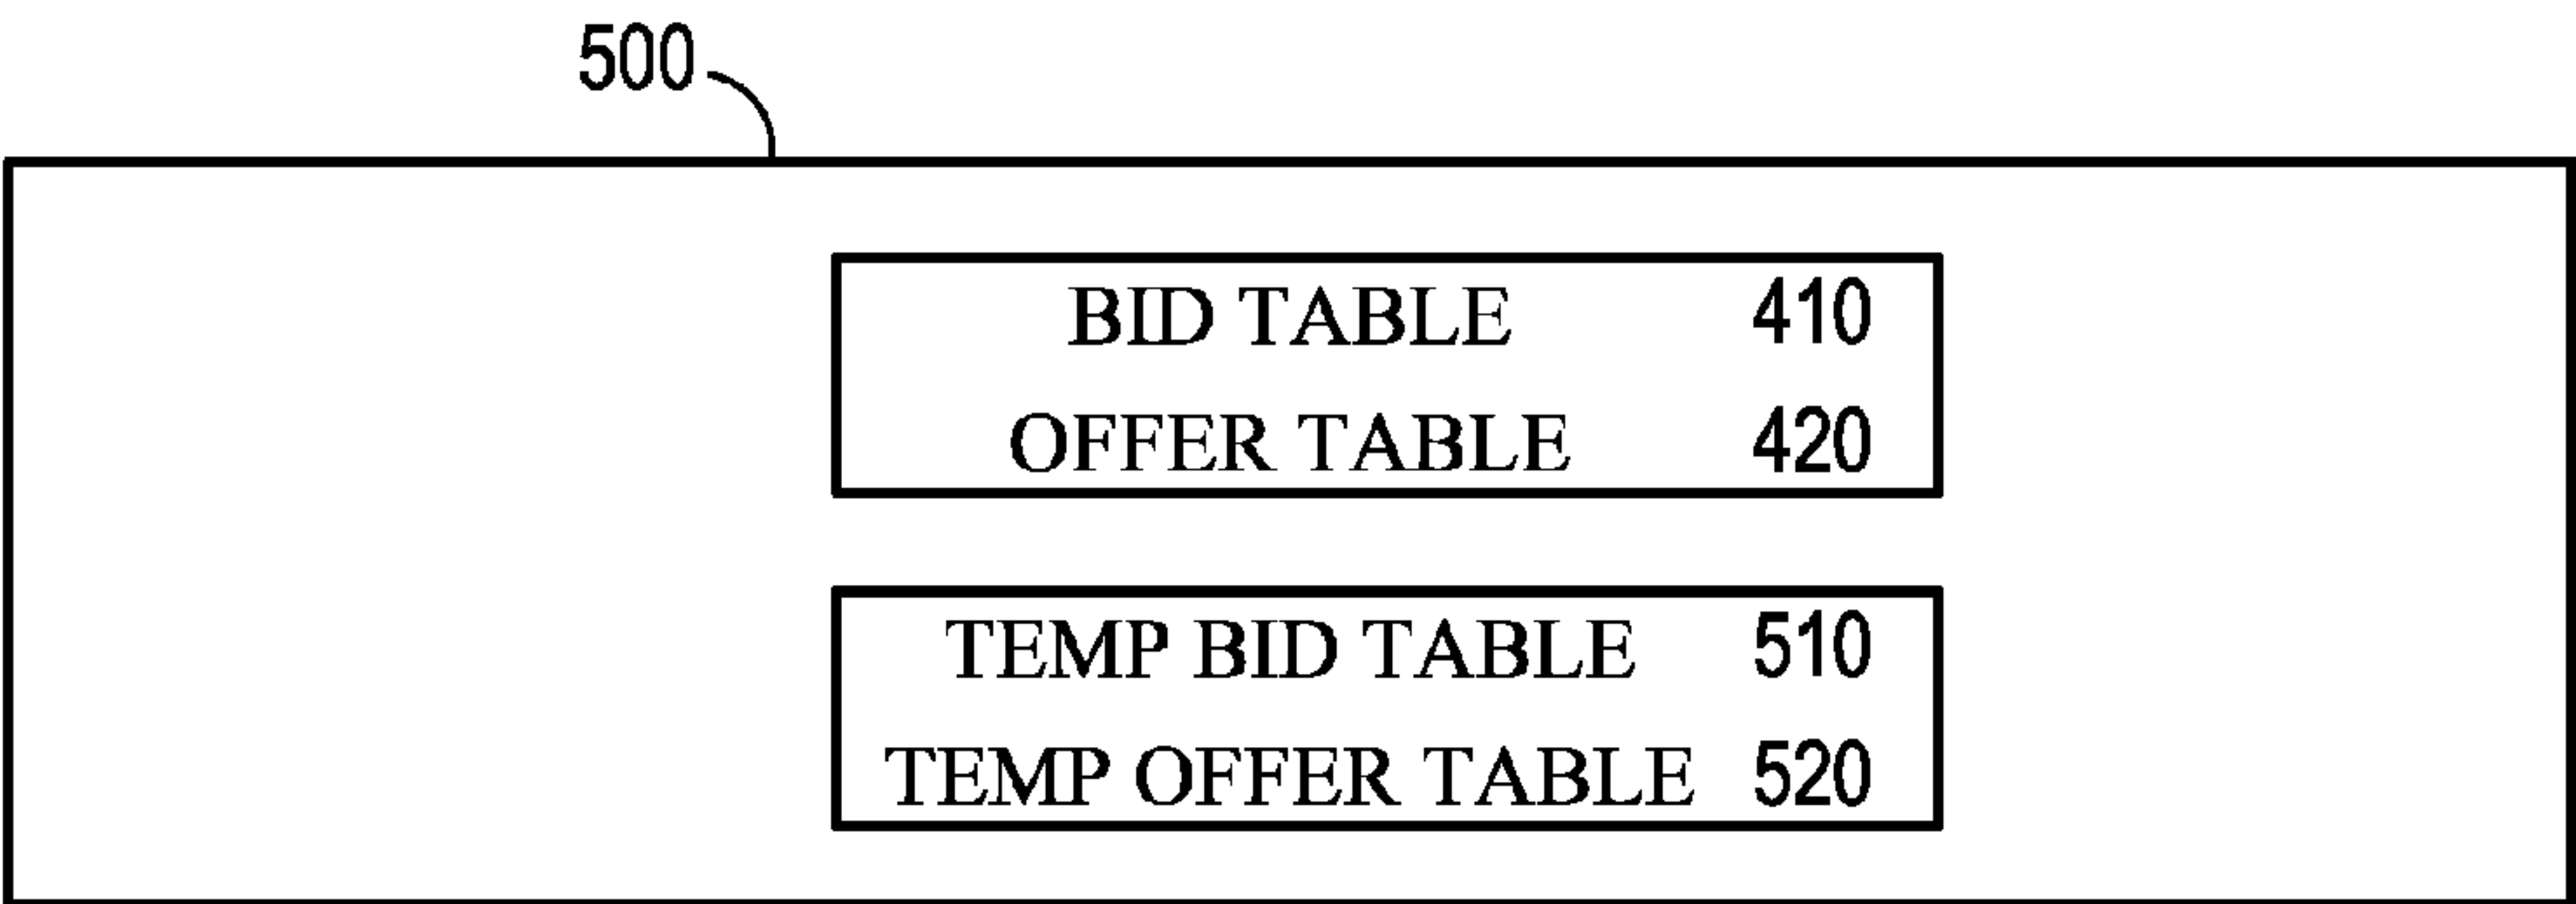 500
BID TABLE 410
OFFER TABLE 420
TEMP BID TABLE 510
TEMP OFFER TABLE 520